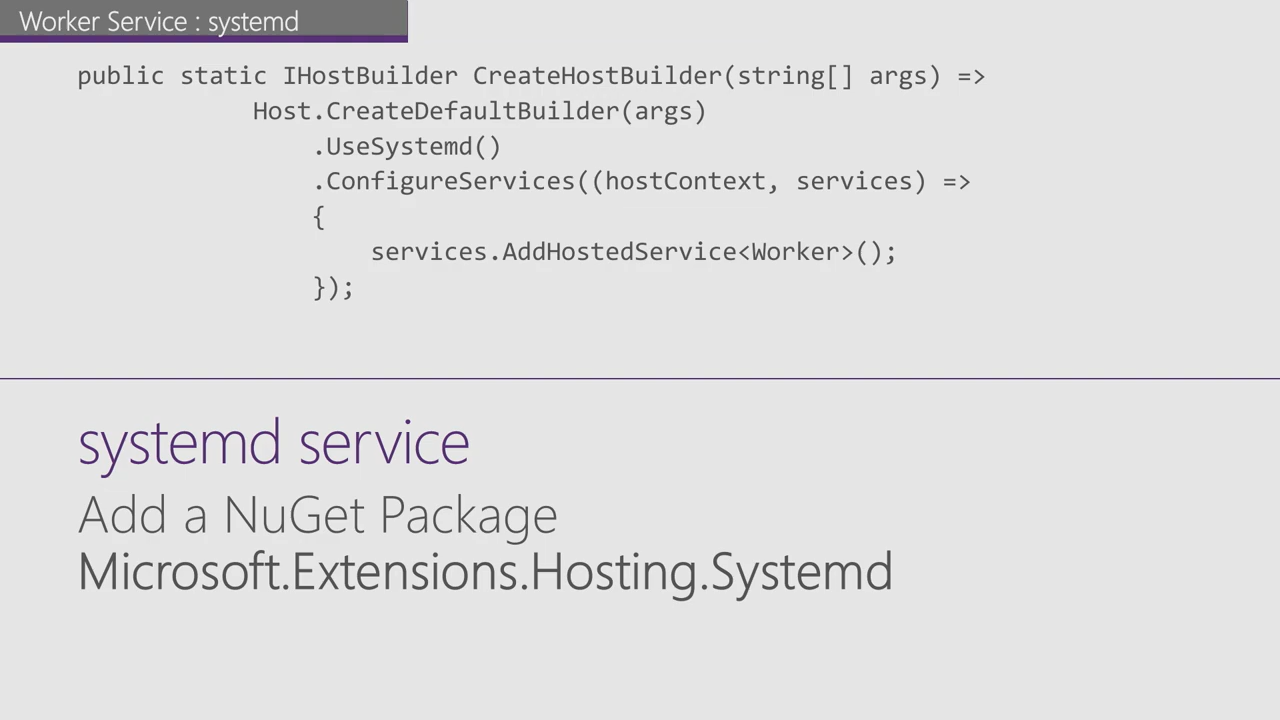 Worker Service : systemd
public static IHostBuilder CreateHostBuilder(string[] args) =>
Host.CreateDefaultBuilder(args)
.UseSystemd()
.ConfigureServices((hostContext, services) =>
{
services.AddHostedService<Worker>();
});
systemd service
Add a NuGet Package
Microsoft.Extensions.Hosting.Systemd